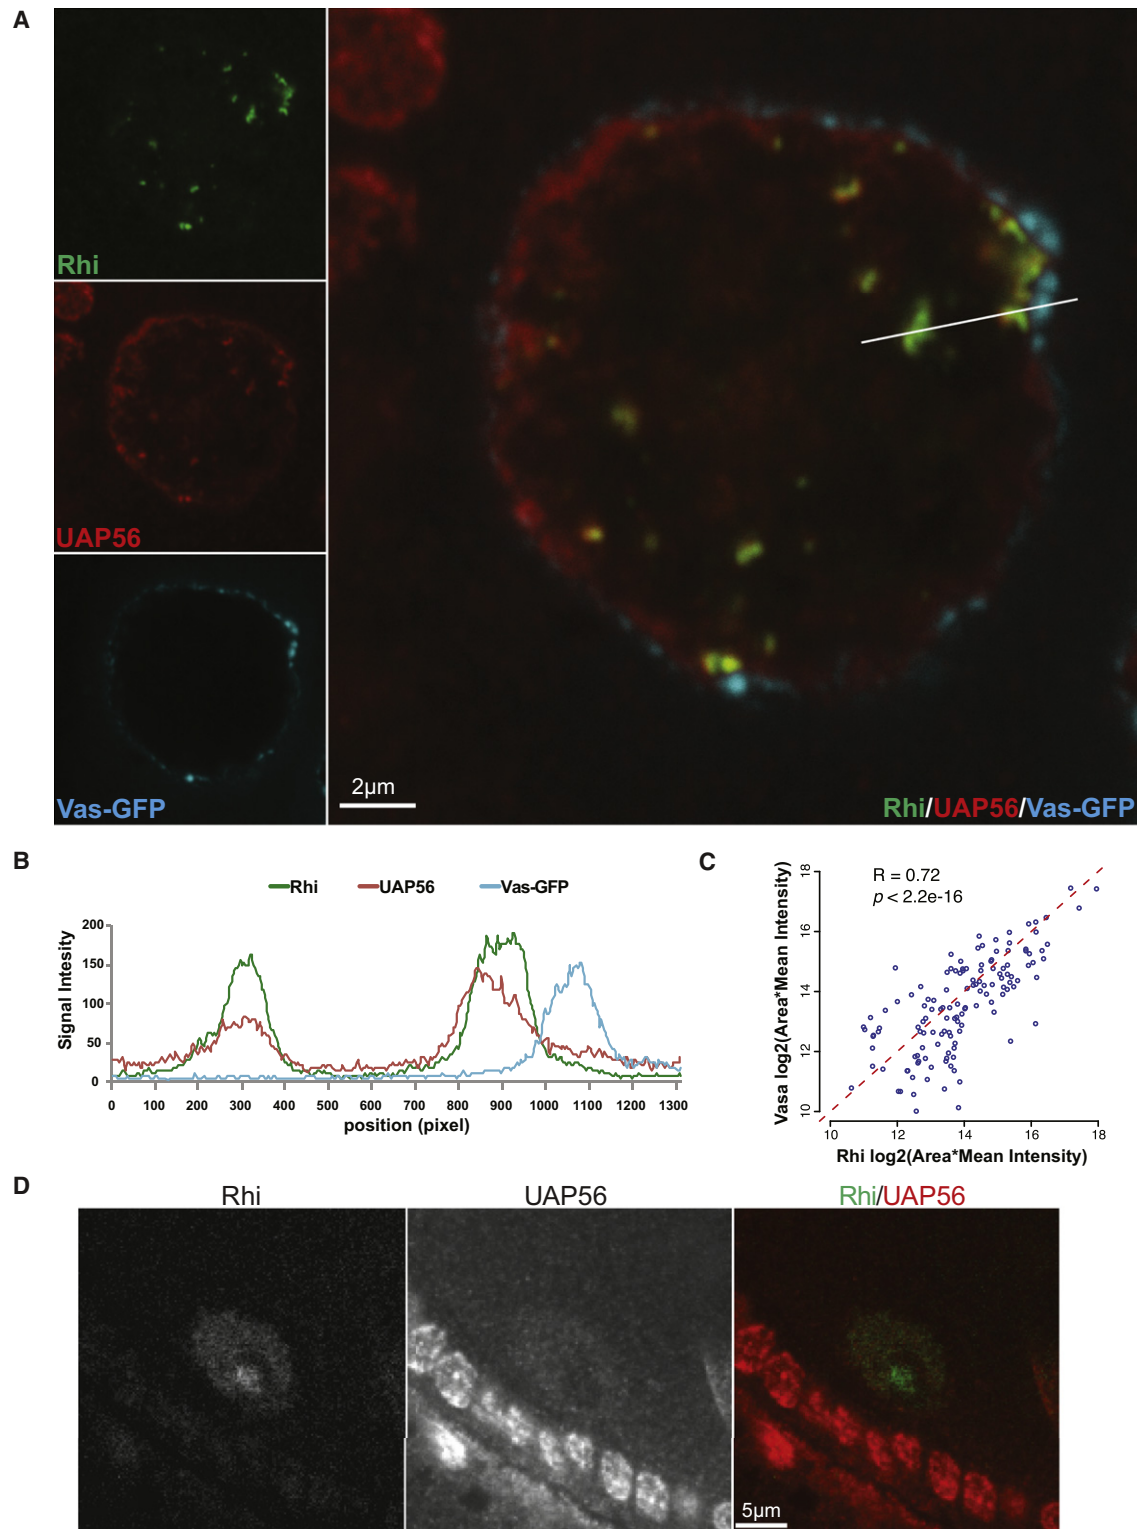 A
Rhi
UAP56
Vas-GFP
2μm
Rhi/UAP56/Vas-GFP
B
Rhi UAP56 Vas-GFP
Signal Intesity
200
150
100
50
0
0 100 200 300 400 500 600 700 800 900 1000 1100 1200 1300
position (pixel)
C
R = 0.72
p < 2.2e-16
Vasa log2(Area*Mean Intensity)
18
16
14
12
10
10 12 14 16 18
Rhi log2(Area*Mean Intensity)
D
Rhi UAP56 Rhi/UAP56
5μm